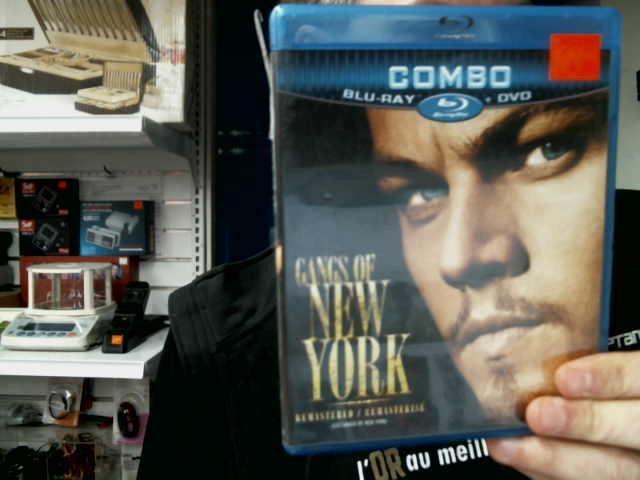 COMBO
BLU-RAY + DVD
GANGS OF
NEW
YORK
REMASTERED / REMASTERISÉ
l'OR au meill